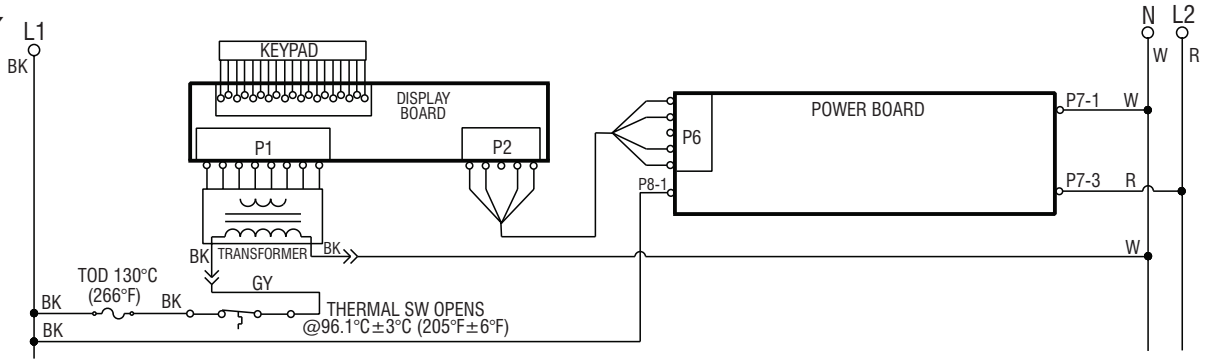 L1
N L2
BK
W R
KEYPAD
DISPLAY
BOARD
POWER BOARD
P7-1 W
P1
P2
P6
P8-1
P7-3 R
BK
TRANSFORMER
BK
W
TOD 130°C
(266°F)
GY
BK
BK
THERMAL SW OPENS
@96.1°C±3°C (205°F±6°F)
BK